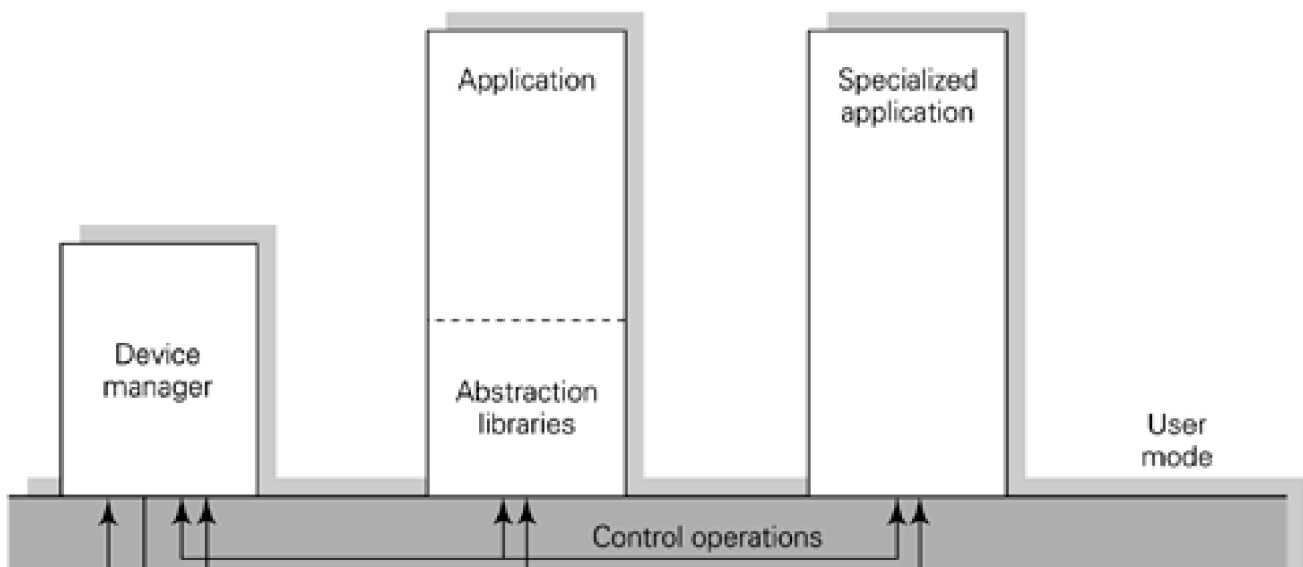 Application
Specialized
application
Device
manager
Abstraction
libraries
User
mode
Control operations